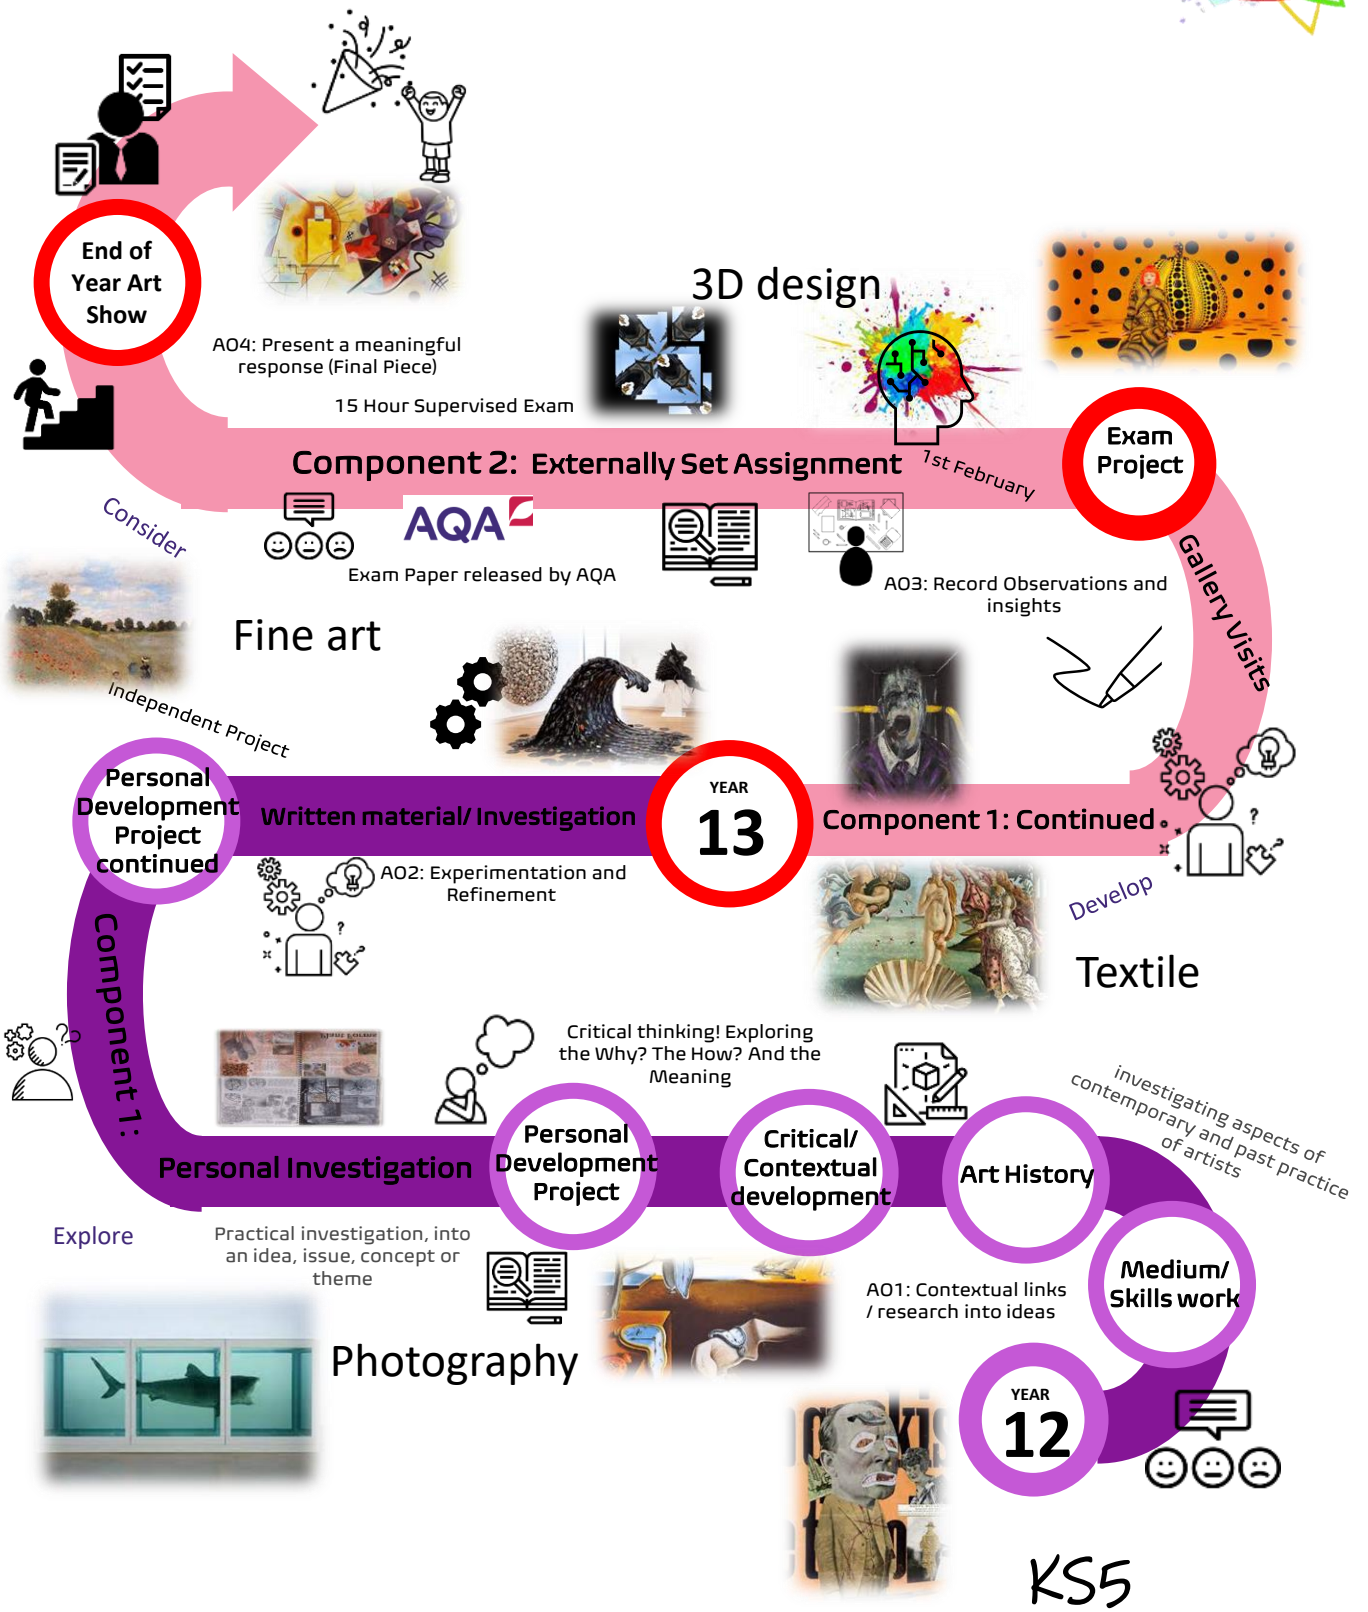 End of
Year Art
Show
AO4: Present a meaningful
response (Final Piece)
15 Hour Supervised Exam
3D design
Component 2: Externally Set Assignment
1st February
Exam
Project
Consider
AQA
Exam Paper released by AQA
AO3: Record Observations and
insights
Gallery Visits
Fine art
Independent Project
Personal
Development
Project
continued
Written material/ Investigation
YEAR
13
Component 1: Continued
AO2: Experimentation and
Refinement
Develop
Textile
Component 1:
Critical thinking! Exploring
the Why? The How? And the
Meaning
investigating aspects of
contemporary and past practice
of artists
Personal Investigation
Personal
Development
Project
Critical/
Contextual
development
Art History
Explore
Practical investigation, into
an idea, issue, concept or
theme
AO1: Contextual links
/ research into ideas
Medium/
Skills work
Photography
YEAR
12
KS5